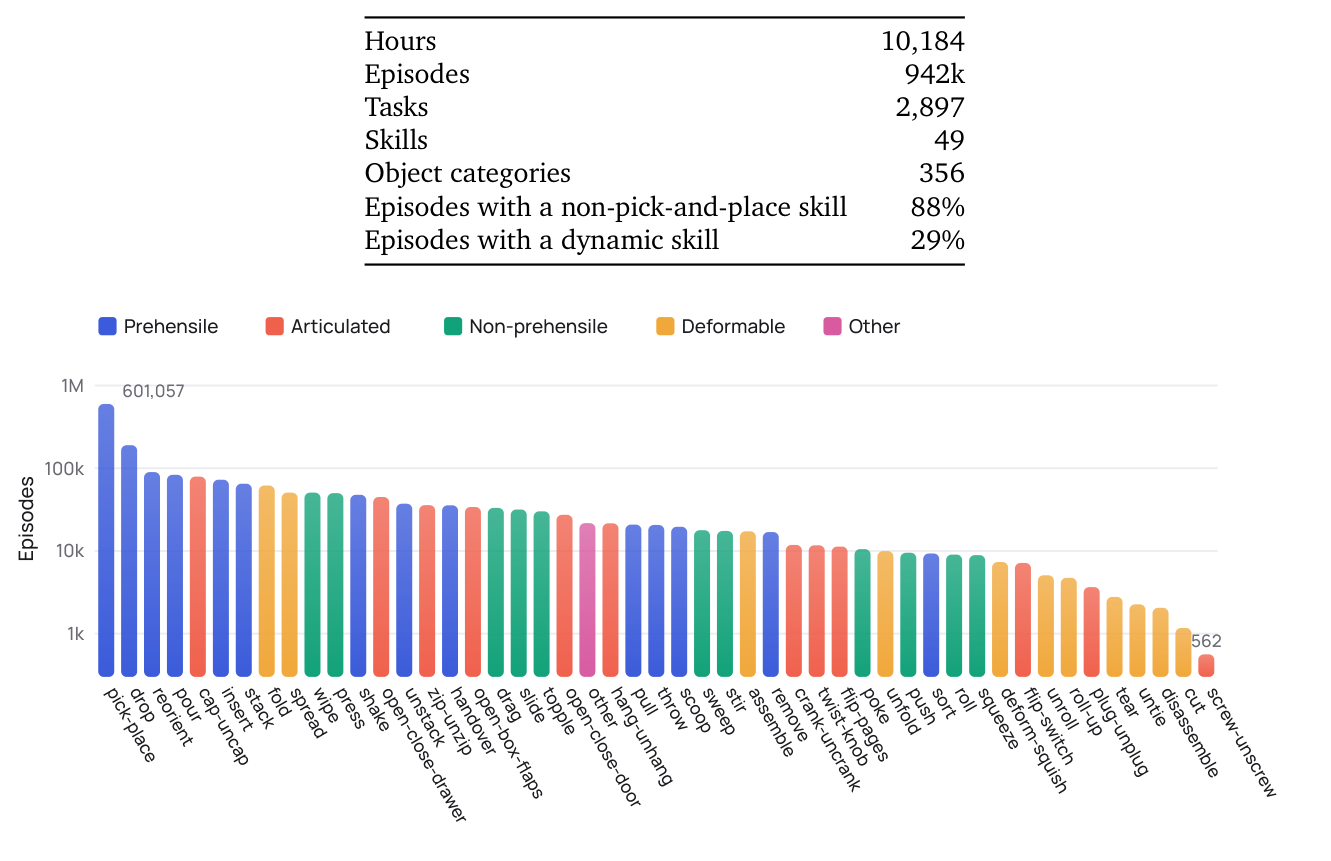 Hours 10,184
Episodes 942k
Tasks 2,897
Skills 49
Object categories 356
Episodes with a non-pick-and-place skill 88%
Episodes with a dynamic skill 29%
Prehensile Articulated Non-prehensile Deformable Other
1M
601,057
100k
10k
1k
562
Episodes
pick-place
drop
reorient
pour
cap-uncap
insert
stack
fold
spread
wipe
press
shake
open-close-drawer
unstack
zip-unzip
handover
open-box-flaps
drag
slide
topple
open-close-door
other
hang-unhang
pull
throw
scoop
sweep
stir
assemble
remove
crank-uncrank
twist-knob
flip-pages
poke
unfold
push
sort
roll
squeeze
deform-squish
flip-switch
unroll
roll-up
plug-unplug
tear
untie
disassemble
cut
screw-unscrew